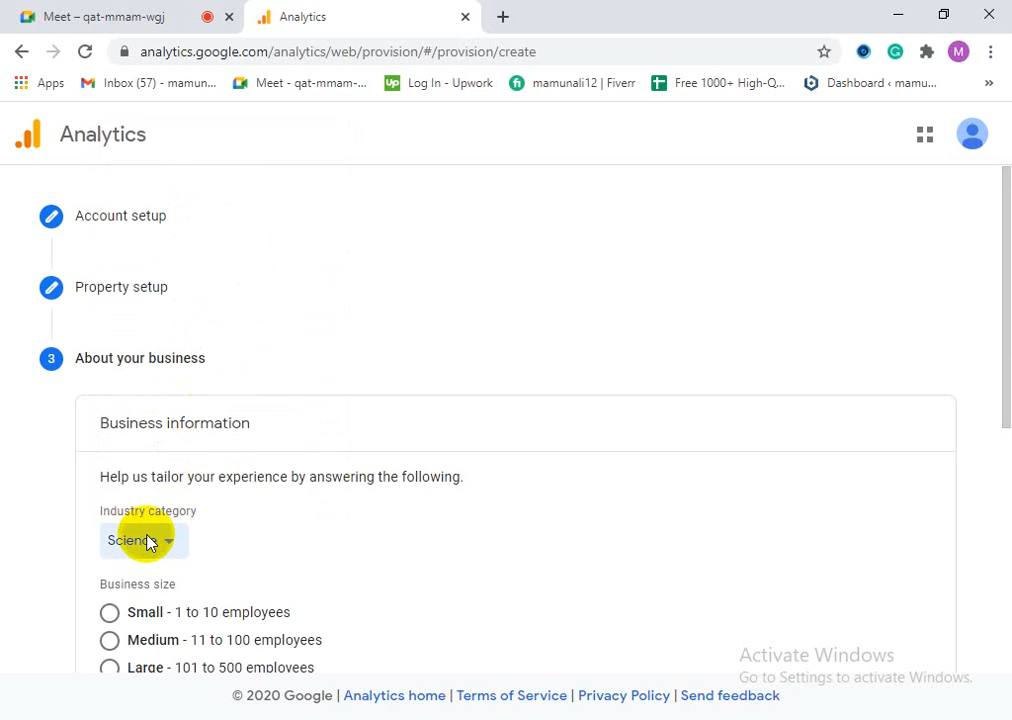 Meet – qat-mmam-wgj
Analytics
analytics.google.com/analytics/web/provision/#/provision/create
M
Apps
Inbox (57) - mamun...
Meet - qat-mmam-...
Up
Log In - Upwork
fi
mamunali12 | Fiverr
Free 1000+ High-Q...
Dashboard ‹ mamu...
»
Analytics
Account setup
Property setup
3
About your business
Business information
Help us tailor your experience by answering the following.
Industry category
Science
Business size
Small - 1 to 10 employees
Medium - 11 to 100 employees
Large - 101 to 500 employees
Activate Windows
Go to Settings to activate Windows.
© 2020 Google | Analytics home | Terms of Service | Privacy Policy | Send feedback